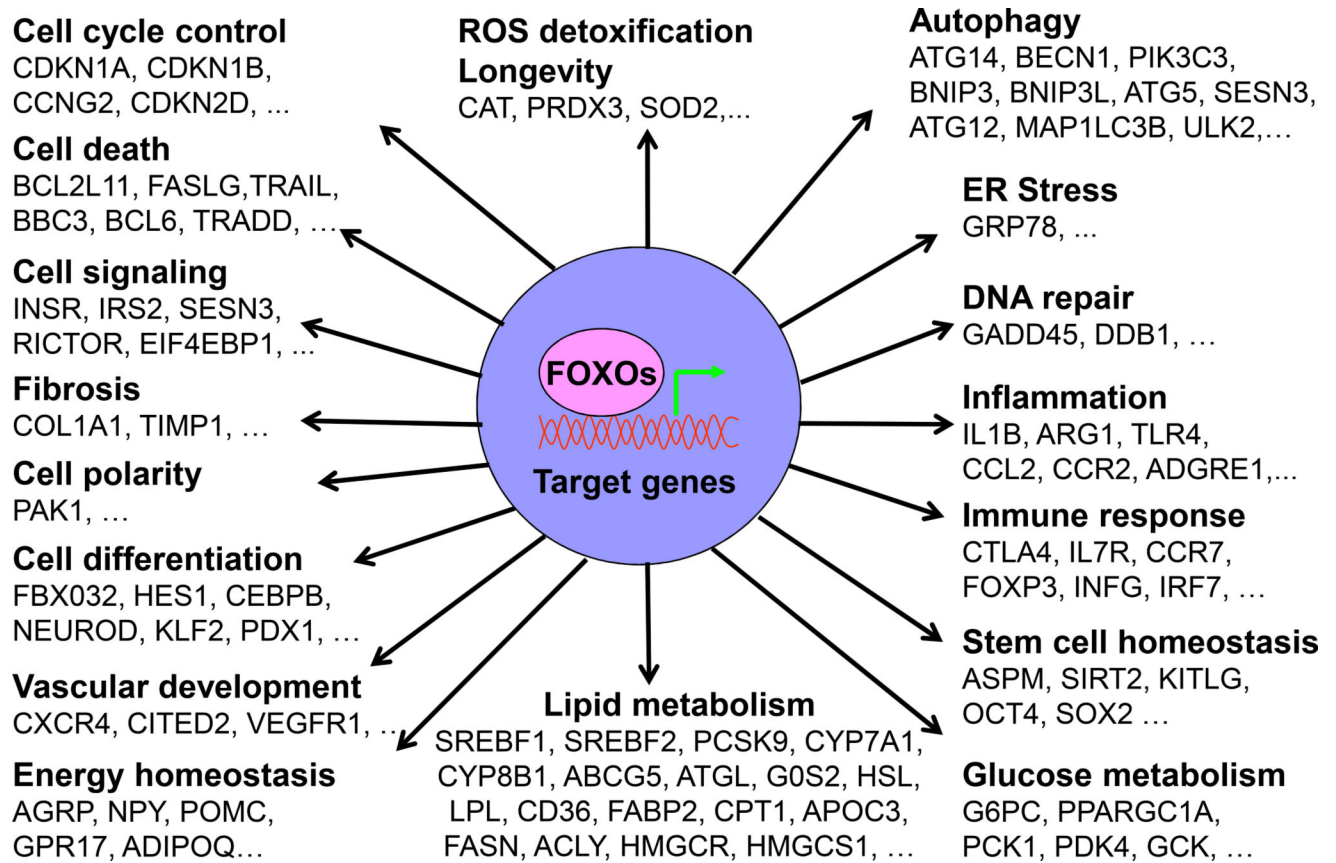 Cell cycle control
CDKN1A, CDKN1B,
CCNG2, CDKN2D, ...
Cell death
BCL2L11, FASLG,TRAIL,
BBC3, BCL6, TRADD, …
Cell signaling
INSR, IRS2, SESN3,
RICTOR, EIF4EBP1, ...
Fibrosis
COL1A1, TIMP1, …
Cell polarity
PAK1, …
Cell differentiation
FBX032, HES1, CEBPB,
NEUROD, KLF2, PDX1, …
Vascular development
CXCR4, CITED2, VEGFR1, …
Energy homeostasis
AGRP, NPY, POMC,
GPR17, ADIPOQ…
ROS detoxification
Longevity
CAT, PRDX3, SOD2,...
FOXOs
Target genes
Lipid metabolism
SREBF1, SREBF2, PCSK9, CYP7A1,
CYP8B1, ABCG5, ATGL, G0S2, HSL,
LPL, CD36, FABP2, CPT1, APOC3,
FASN, ACLY, HMGCR, HMGCS1, …
Autophagy
ATG14, BECN1, PIK3C3,
BNIP3, BNIP3L, ATG5, SESN3,
ATG12, MAP1LC3B, ULK2,…
ER Stress
GRP78, ...
DNA repair
GADD45, DDB1, …
Inflammation
IL1B, ARG1, TLR4,
CCL2, CCR2, ADGRE1,...
Immune response
CTLA4, IL7R, CCR7,
FOXP3, INFG, IRF7, …
Stem cell homeostasis
ASPM, SIRT2, KITLG,
OCT4, SOX2 …
Glucose metabolism
G6PC, PPARGC1A,
PCK1, PDK4, GCK, …